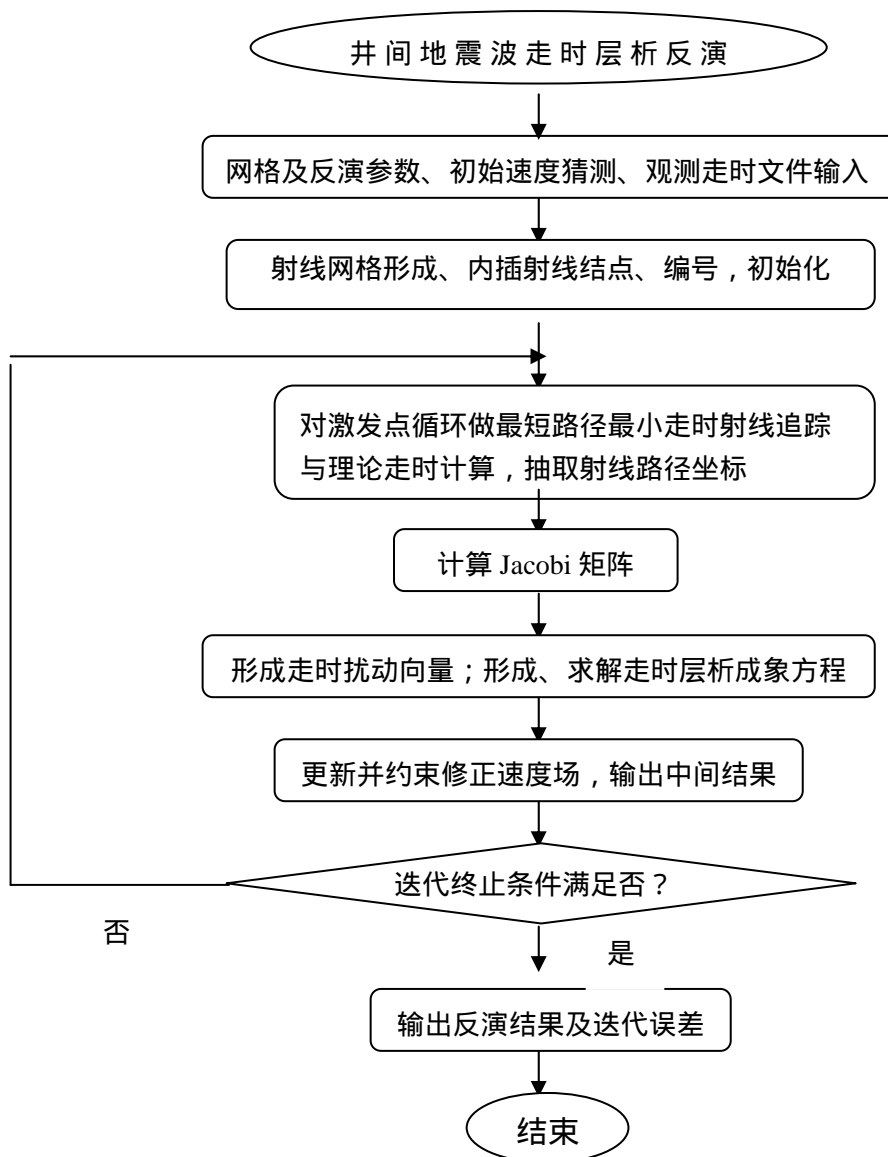 井间地震波走时层析反演
网格及反演参数、初始速度猜测、观测走时文件输入
射线网格形成、内插射线结点、编号，初始化
对激发点循环做最短路径最小走时射线追踪
与理论走时计算，抽取射线路径坐标
计算 Jacobi 矩阵
形成走时扰动向量；形成、求解走时层析成象方程
更新并约束修正速度场，输出中间结果
迭代终止条件满足否？
否
是
输出反演结果及迭代误差
结束